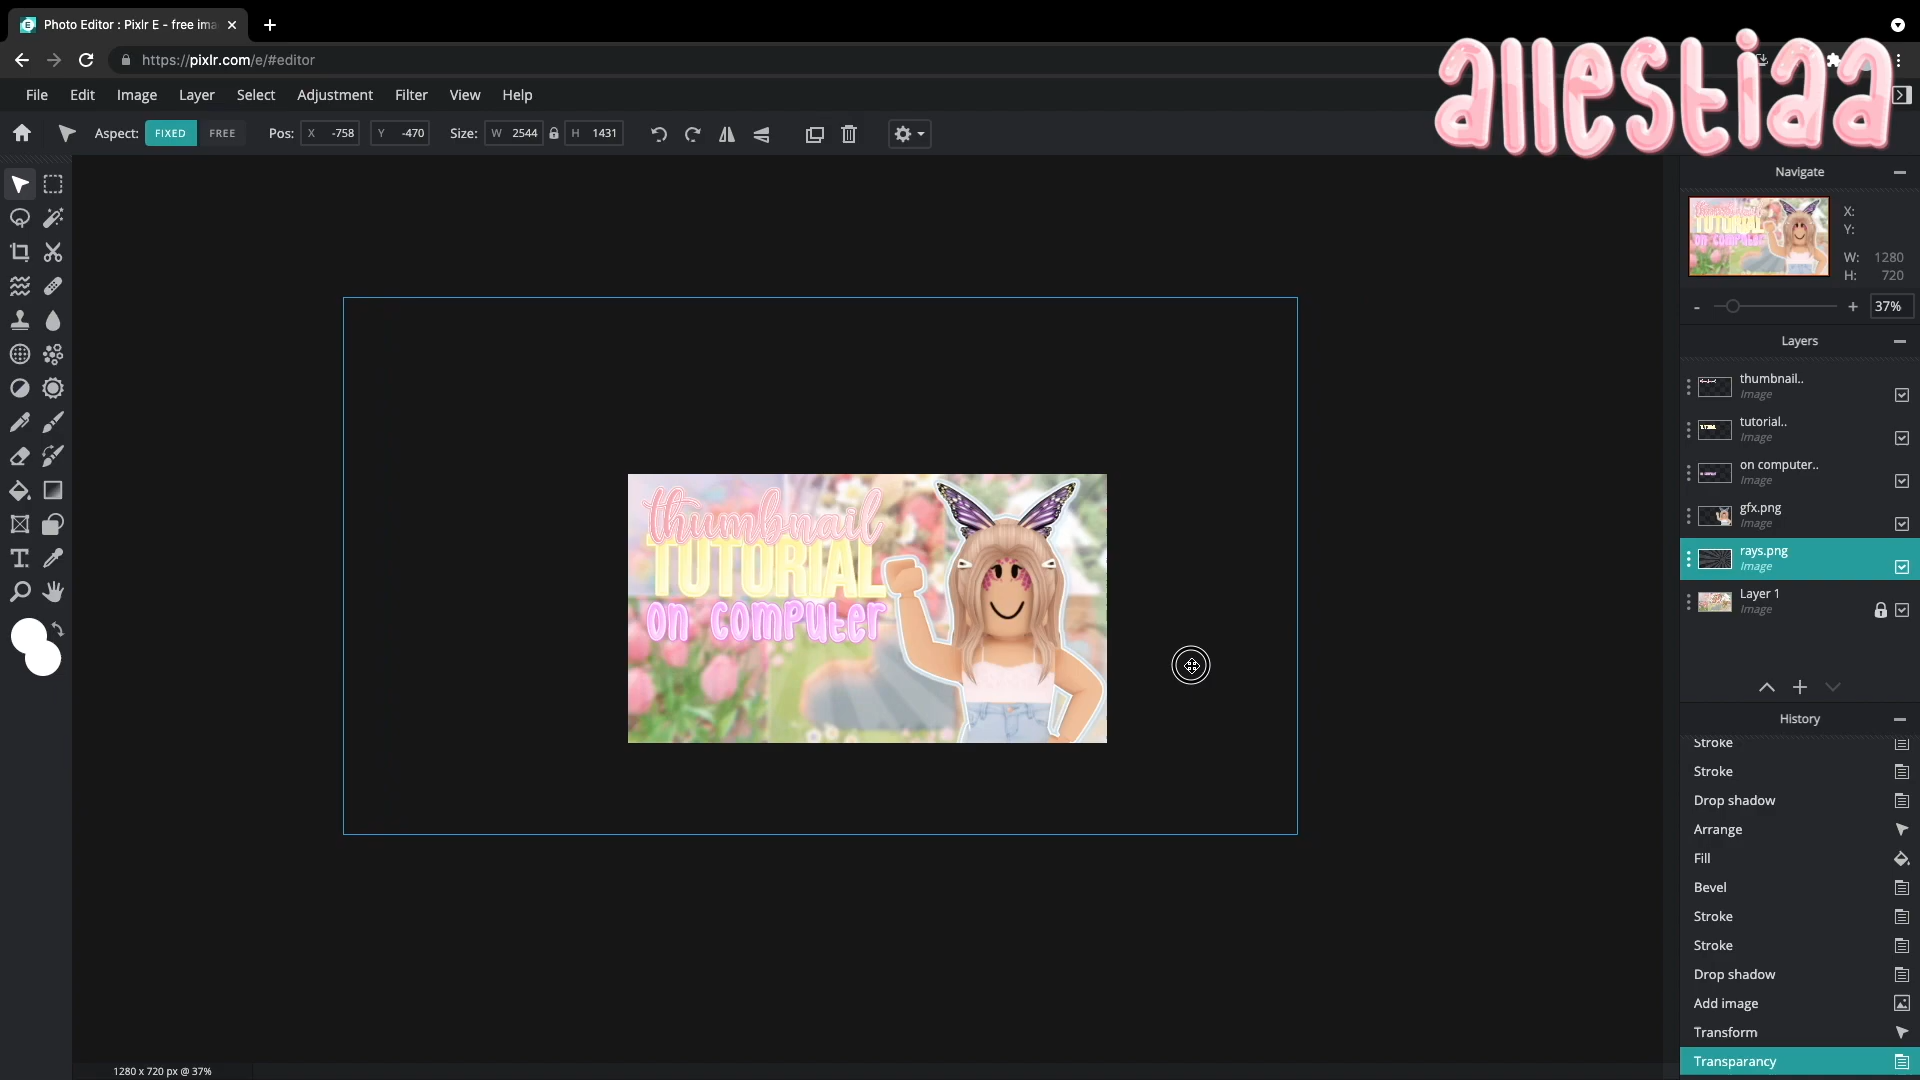 Photo Editor : Pixlr E - free ima
https://pixlr.com/e/#editor
allestiaa
File Edit Image Layer Select Adjustment Filter View Help
Aspect: FIXED FREE Pos: X -758 Y -470 Size: W 2544 H 1431
Navigate
X:
Y:
W: 1280
H: 720
- + 37%
Layers
thumbnail..
Image
tutorial..
Image
on computer..
Image
gfx.png
Image
rays.png
Image
Layer 1
Image
thumbnail
TUTORIAL
on computer
History
Stroke
Stroke
Drop shadow
Arrange
Fill
Bevel
Stroke
Stroke
Drop shadow
Add image
Transform
Transparancy
1280 x 720 px @ 37%